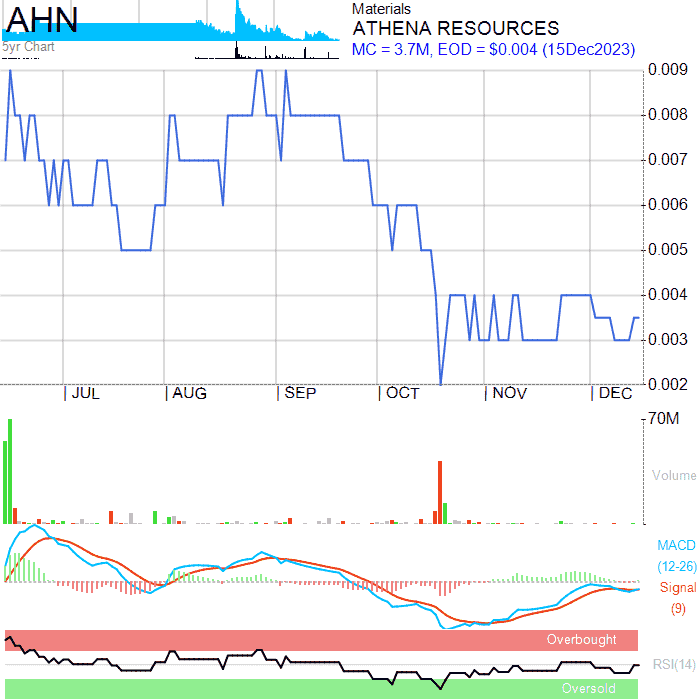 AHN
5yr Chart
Materials
ATHENA RESOURCES
MC = 3.7M, EOD = $0.004 (15Dec2023)
0.009
0.008
0.007
0.006
0.005
0.004
0.003
0.002
JUL AUG SEP OCT NOV DEC
70M
Volume
MACD
(12-26)
Signal
(9)
Overbought
RSI(14)
Oversold